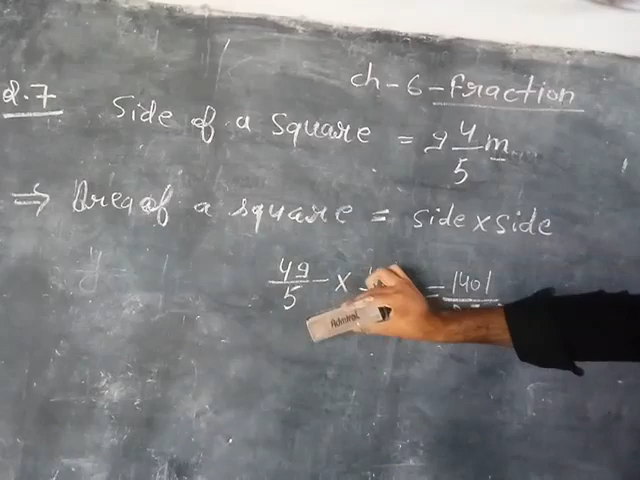 Ch-6-Fraction
Q.7 Side of a Square = 9 4/5 m
⇒ Area of a square = side x side
49/5 x = 1401
Admiral